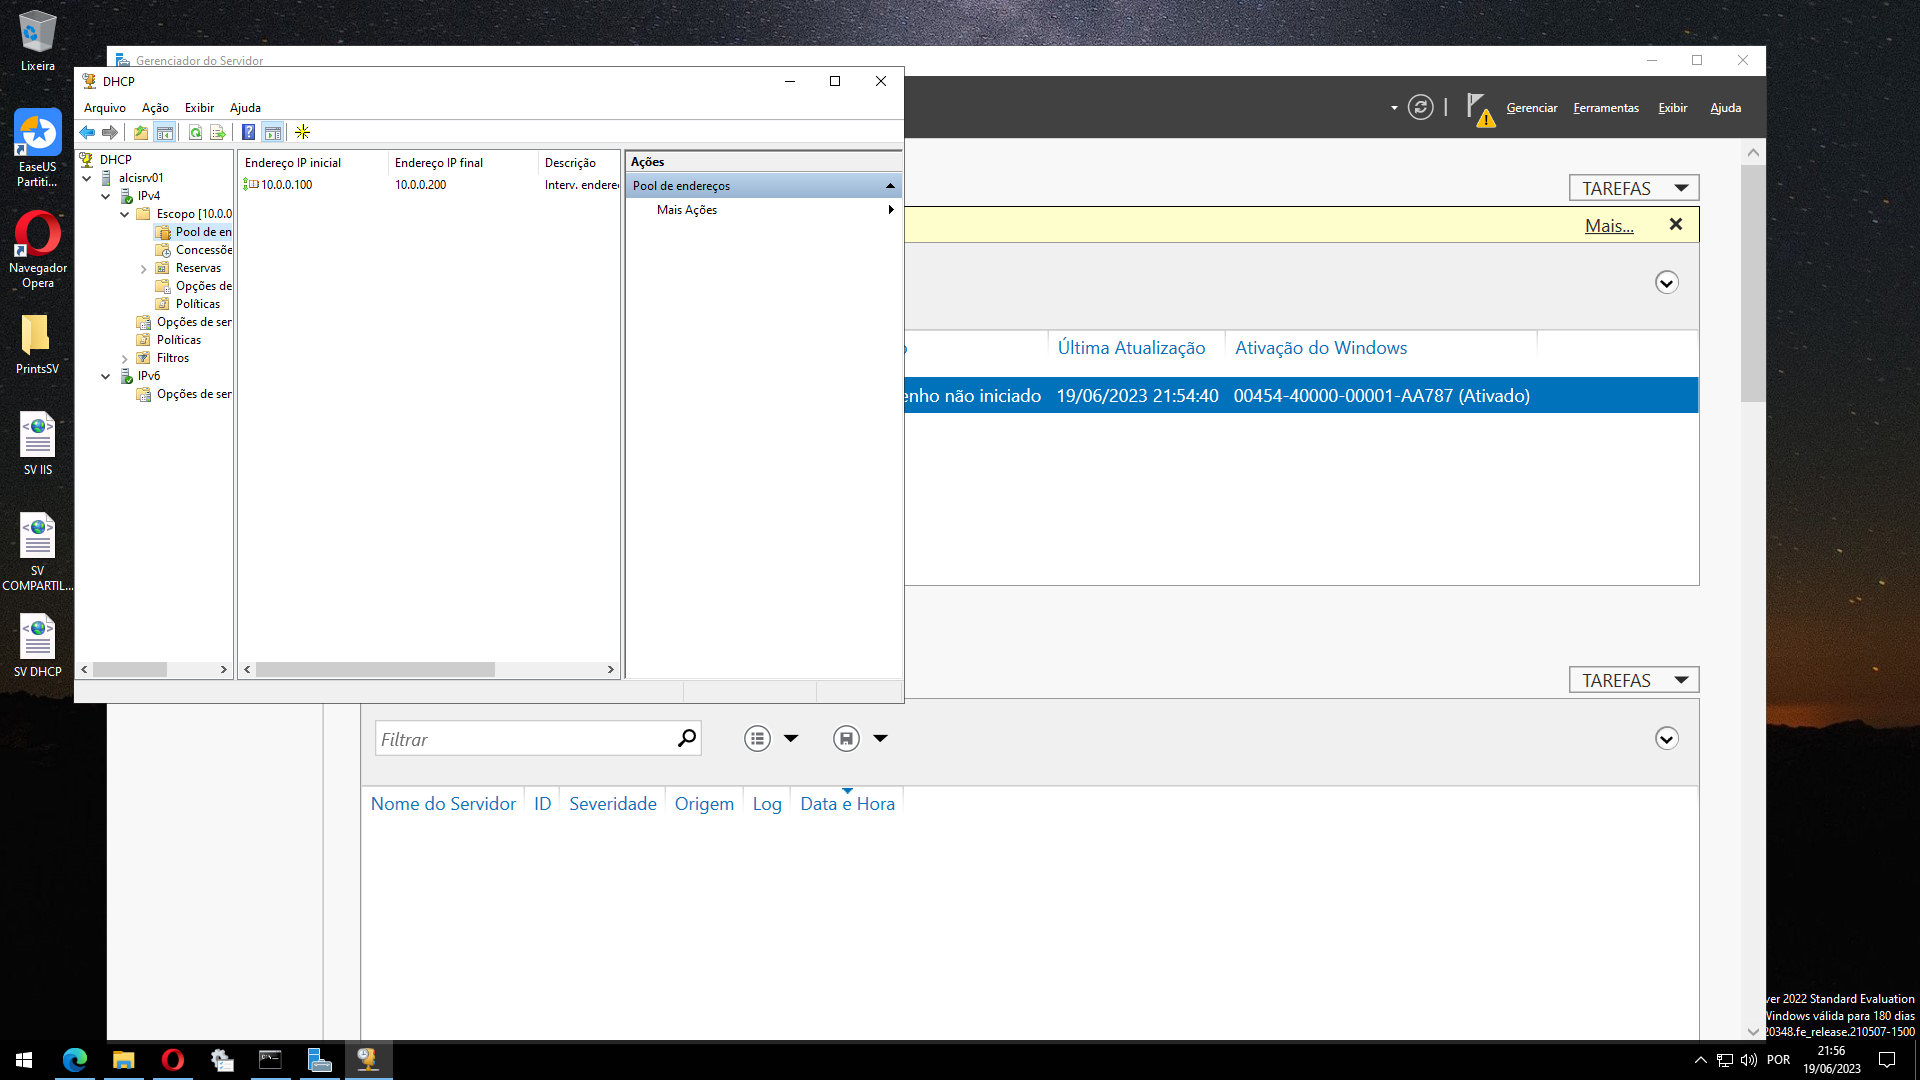 Lixeira
EaseUS
Partiti...
Navegador
Opera
PrintsSV
SV IIS
SV
COMPARTIL...
SV DHCP
Gerenciador do Servidor
Gerenciar
Ferramentas
Exibir
Ajuda
TAREFAS
Mais...
Última Atualização
Ativação do Windows
enho não iniciado
19/06/2023 21:54:40
00454-40000-00001-AA787 (Ativado)
TAREFAS
Filtrar
Nome do Servidor
ID
Severidade
Origem
Log
Data e Hora
DHCP
Arquivo
Ação
Exibir
Ajuda
DHCP
alcisrv01
IPv4
Escopo [10.0.0
Pool de en
Concessõe
Reservas
Opções de
Políticas
Opções de ser
Políticas
Filtros
IPv6
Opções de ser
Endereço IP inicial
Endereço IP final
Descrição
10.0.0.100
10.0.0.200
Interv. endere
Ações
Pool de endereços
Mais Ações
ver 2022 Standard Evaluation
Windows válida para 180 dias
20348.fe_release.210507-1500
POR
21:56
19/06/2023